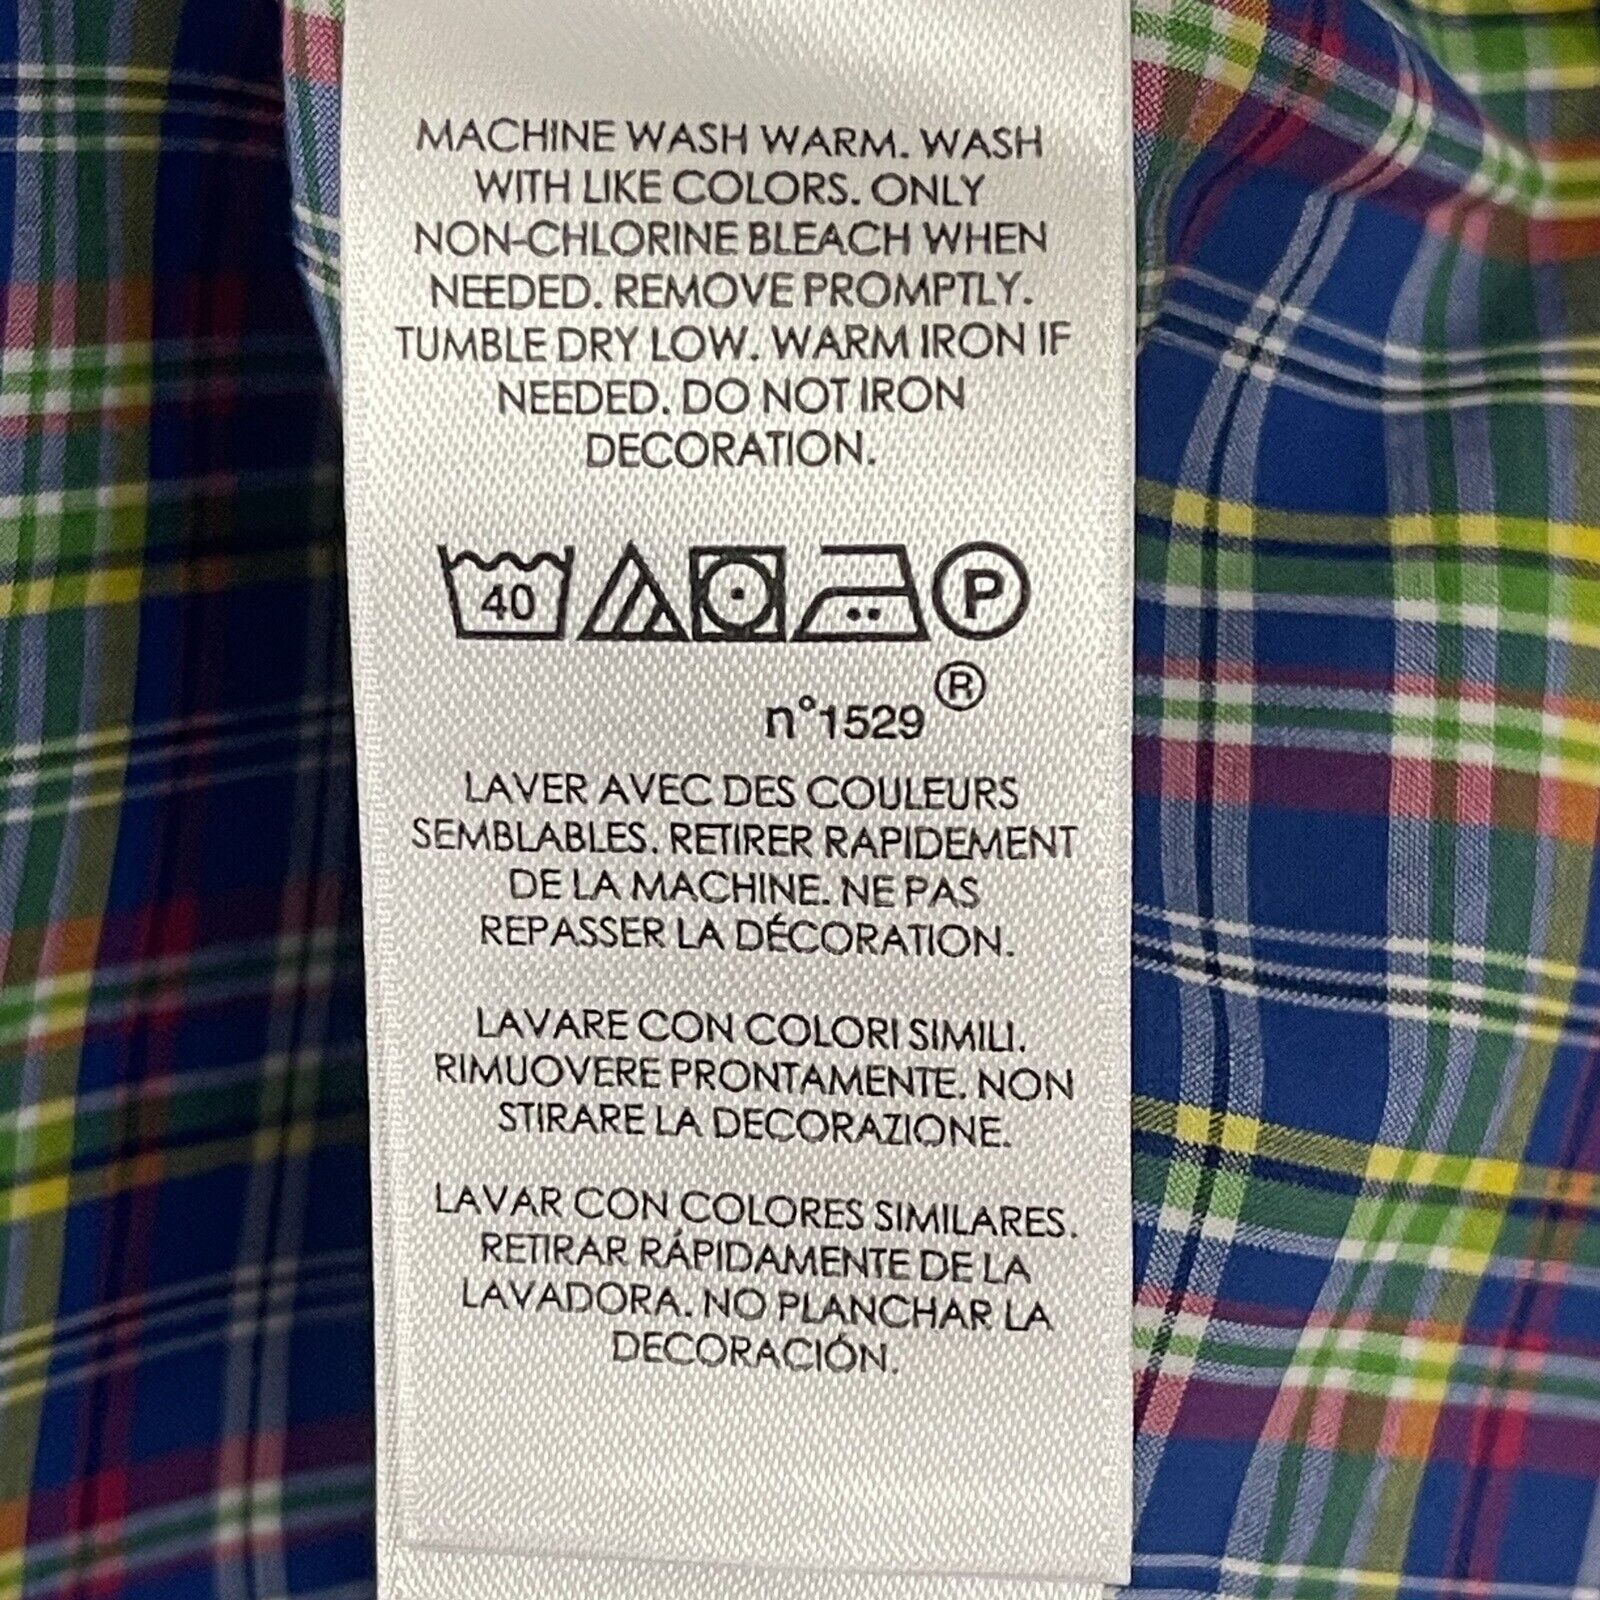 MACHINE WASH WARM. WASH
WITH LIKE COLORS. ONLY
NON-CHLORINE BLEACH WHEN
NEEDED. REMOVE PROMPTLY.
TUMBLE DRY LOW. WARM IRON IF
NEEDED. DO NOT IRON
DECORATION.
40 P
®
n°1529
LAVER AVEC DES COULEURS
SEMBLABLES. RETIRER RAPIDEMENT
DE LA MACHINE. NE PAS
REPASSER LA DÉCORATION.
LAVARE CON COLORI SIMILI.
RIMUOVERE PRONTAMENTE. NON
STIRARE LA DECORAZIONE.
LAVAR CON COLORES SIMILARES.
RETIRAR RÁPIDAMENTE DE LA
LAVADORA. NO PLANCHAR LA
DECORACIÓN.